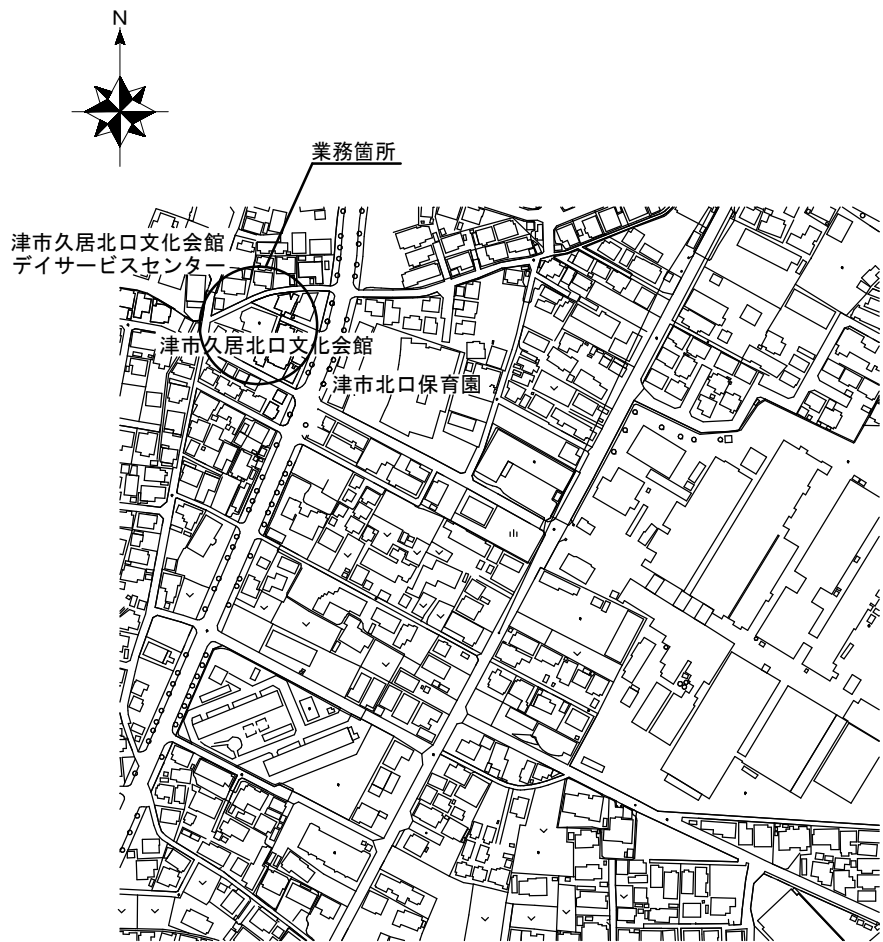 N
業務箇所
津市久居北口文化会館
デイサービスセンター
津市久居北口文化会館
津市北口保育園